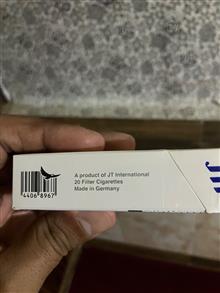 A product of JT International
20 Filter Cigarettes
Made in Germany
4406 8967